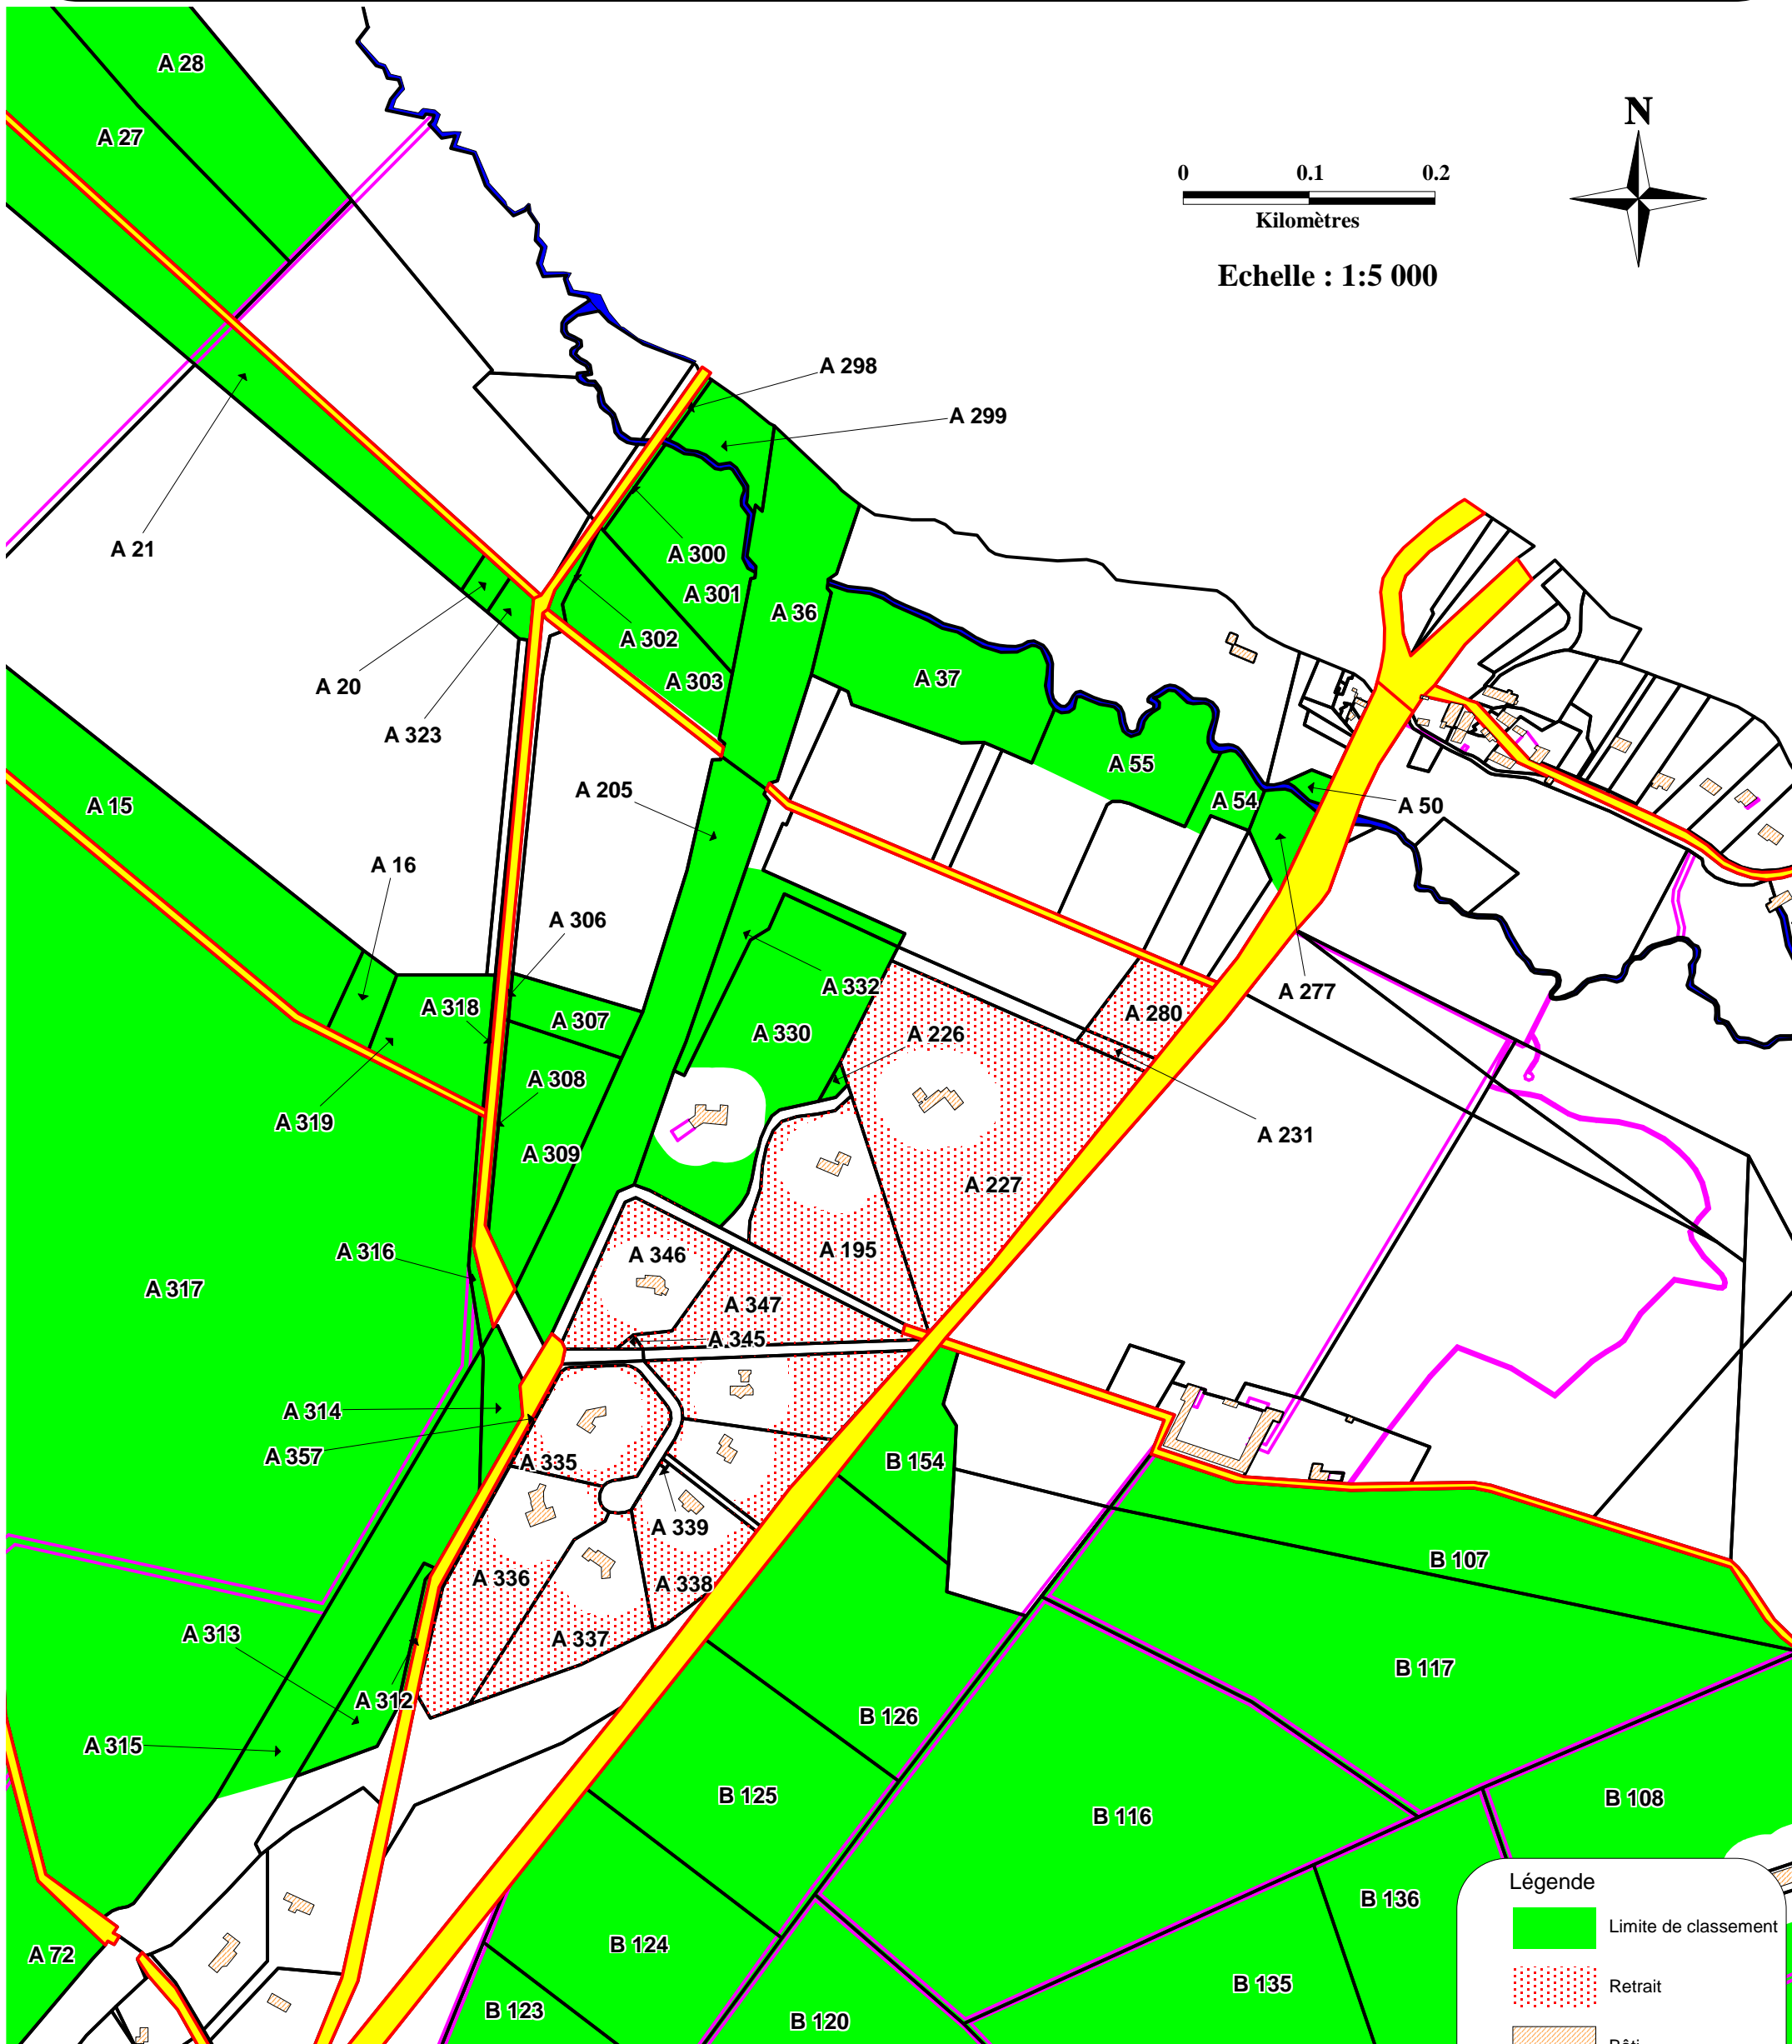 A 28
N
A 27
0 0.1 0.2
Kilomètres
Echelle : 1:5 000
A 298
A 299
A 21
A 300
A 301
A 36
A 302
A 37
A 303
A 20
A 323
A 55
A 205
A 54
A 50
A 15
A 16
A 306
A 332
A 277
A 318
A 307
A 280
A 330
A 226
A 308
A 319
A 231
A 309
A 227
A 316
A 195
A 346
A 317
A 347
A 345
A 314
A 357
A 335
B 154
A 339
B 107
A 336
A 338
A 313
A 337
B 117
A 312
B 126
A 315
B 125
B 108
B 116
Légende
B 136
Limite de classement
B 124
A 72
B 135
Retrait
B 123
B 120